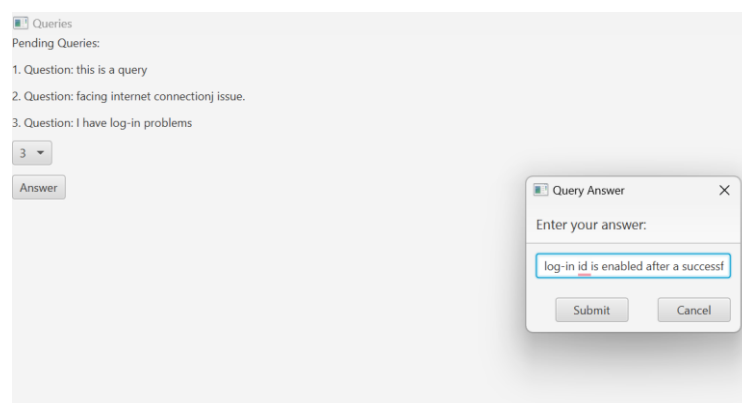 Queries
Pending Queries:
1. Question: this is a query
2. Question: facing internet connectionj issue.
3. Question: I have log-in problems
3
Answer
Query Answer
Enter your answer:
log-in id is enabled after a successf
Submit Cancel